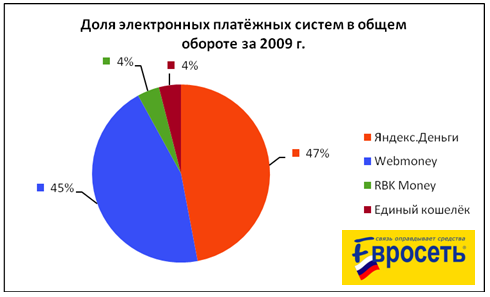 Доля электронных платёжных систем в общем
обороте за 2009 г.
4%
4%
47%
45%
Яндекс.Деньги
Webmoney
RBK Money
Единый кошелёк
связь оправдывает средства
Евросеть